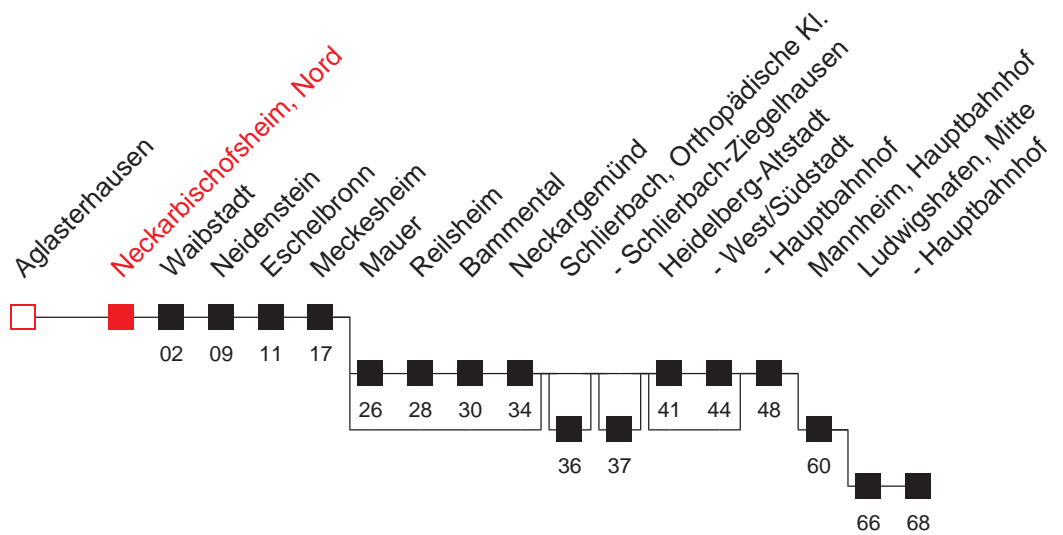 Aglasterhausen
Neckarbischofsheim, Nord
Waibstadt
Neidenstein
Eschelbronn
Meckesheim
Mauer
Reilsheim
Bammental
Neckargemünd
Schlierbach, Orthopädische Kl.
- Schlierbach-Ziegelhausen
Heidelberg-Altstadt
- West/Südstadt
- Hauptbahnhof
Mannheim, Hauptbahnhof
Ludwigshafen, Mitte
- Hauptbahnhof
02 09 11 17
26 28 30 34 41 44 48
36 37 60
66 68